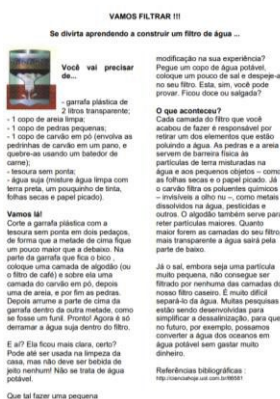 VAMOS FILTRAR !!!
Se divirta aprendendo a construir um filtro de água ...
Você vai precisar
de...
- garrafa plástica de
2 litros transparente;
- 1 copo de areia limpa;
- 1 copo de pedras pequenas;
- 1 copo de carvão em pó (envolva as
pedrinhas de carvão em um pano, e
quebre-as usando um batedor de
carne);
- tesoura sem ponta;
- água suja (misture água limpa com
terra preta, um pouquinho de tinta,
folhas secas e papel picado).
Vamos lá!
Corte a garrafa plástica com a
tesoura sem ponta em dois pedaços,
de forma que a metade de cima fique
um pouco maior que a debaixo. Na
parte da garrafa que fica o bico ,
coloque uma camada de algodão (ou
o filtro de café) e sobre ela uma
camada de carvão em pó, depois
uma de areia, e por fim as pedras.
Depois arrume a parte de cima da
garrafa dentro da outra metade, como
se fosse um funil. Pronto! Agora é só
derramar a água suja dentro do filtro.
E aí? Ela ficou mais clara, certo?
Pode até ser usada na limpeza da
casa, mas não deve ser bebida de
jeito nenhum! Não se trata de água
potável.
Que tal fazer uma pequena
modificação na sua experiência?
Pegue um copo de água potável,
coloque um pouco de sal e despeje-a
no seu filtro. Esta, sim, você pode
provar. Ficou doce ou salgada?
O que aconteceu?
Cada camada do filtro que você
acabou de fazer é responsável por
retirar um dos elementos que estão
poluindo a água. As pedras e a areia
servem de barreira física às
partículas de terra misturadas na
água e aos pequenos objetos – como
as folhas secas e o papel picado. Já
o carvão filtra os poluentes químicos
– invisíveis a olho nu –, como metais
dissolvidos na água, pesticidas e
outros. O algodão também serve para
reter partículas maiores. Quanto
maior forem as camadas do seu filtro,
mais transparente a água sairá pela
parte de baixo.
Já o sal, embora seja uma partícula
muito pequena, não consegue ser
filtrado por nenhuma das camadas do
nosso filtro caseiro. É muito difícil
separá-lo da água. Muitas pesquisas
estão sendo desenvolvidas para
simplificar a dessalinização, para que,
no futuro, por exemplo, possamos
converter a água dos oceanos em
água potável sem gastar muito
dinheiro.
Referências bibliográficas :